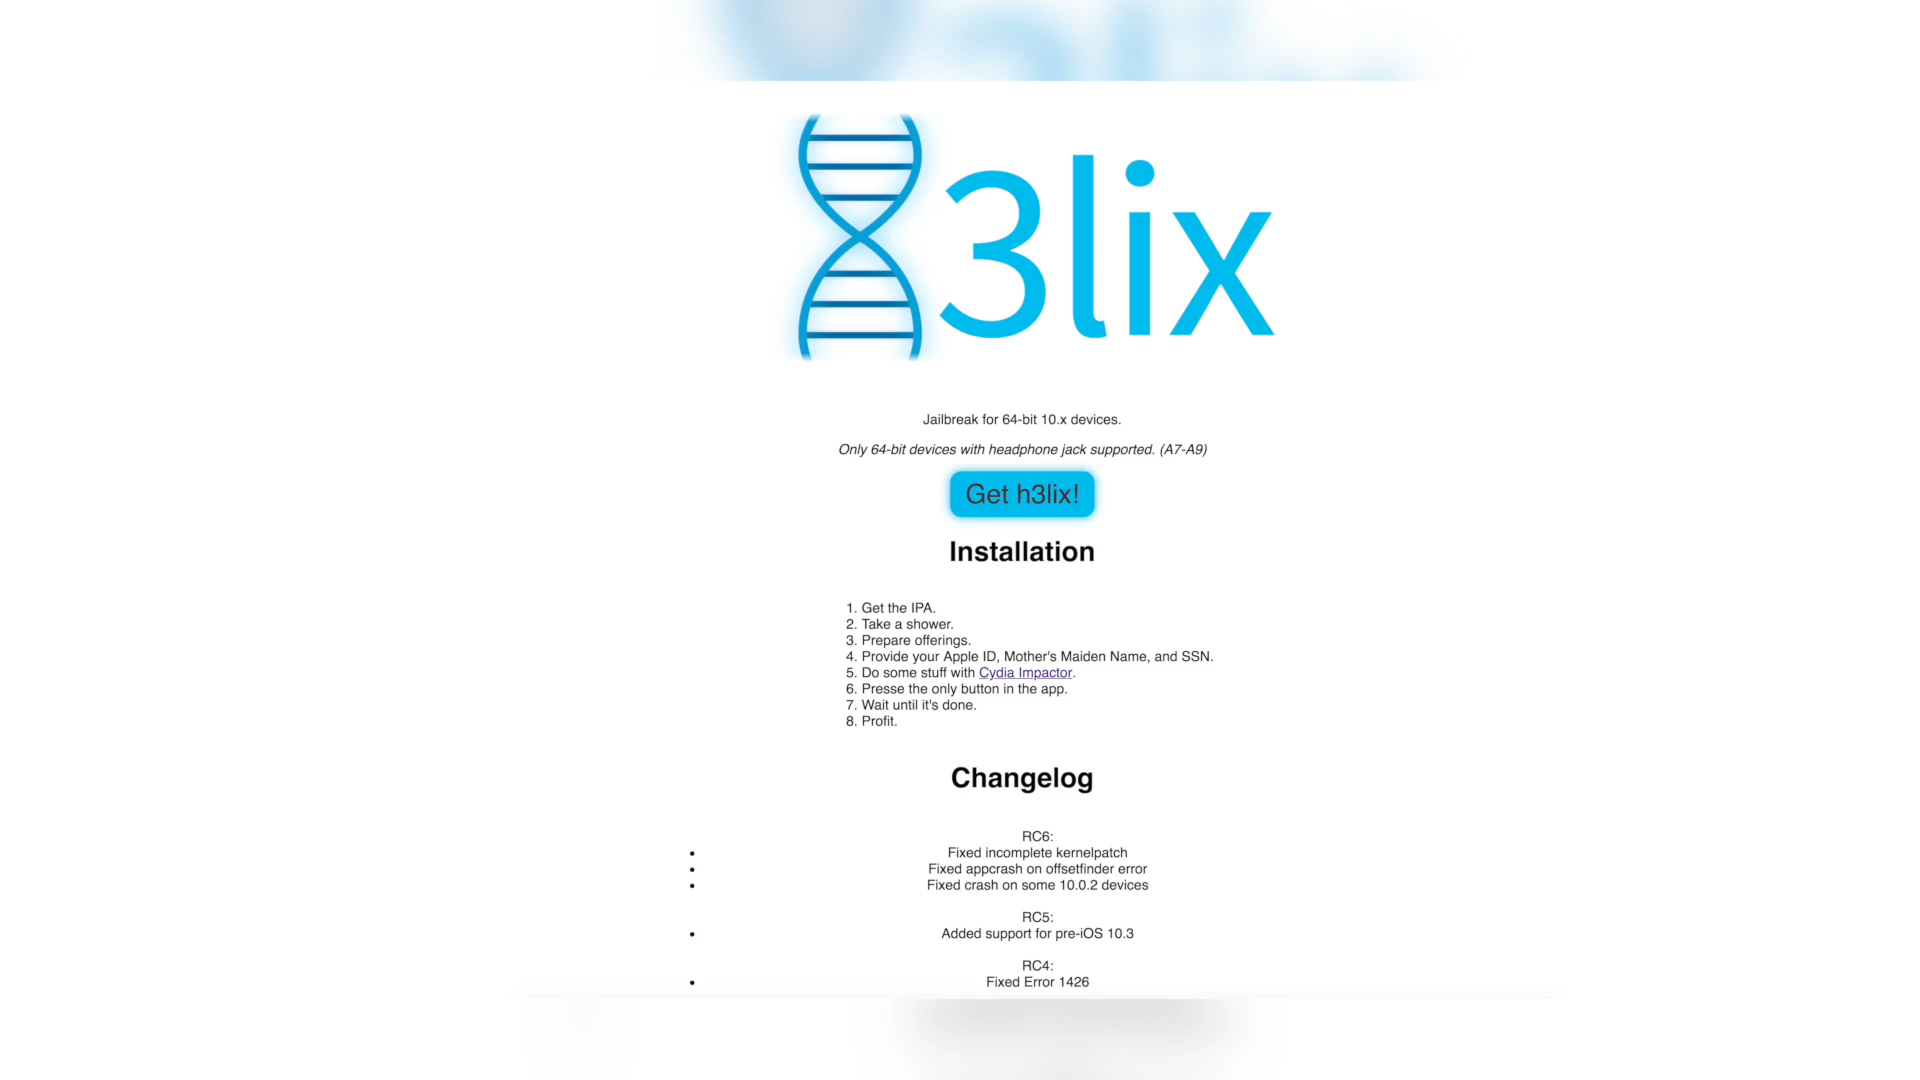 3lix
Jailbreak for 64-bit 10.x devices.
Only 64-bit devices with headphone jack supported. (A7-A9)
Get h3lix!
Installation
1. Get the IPA.
2. Take a shower.
3. Prepare offerings.
4. Provide your Apple ID, Mother's Maiden Name, and SSN.
5. Do some stuff with Cydia Impactor.
6. Presse the only button in the app.
7. Wait until it's done.
8. Profit.
Changelog
RC6:
• Fixed incomplete kernelpatch
• Fixed appcrash on offsetfinder error
• Fixed crash on some 10.0.2 devices
RC5:
• Added support for pre-iOS 10.3
RC4:
• Fixed Error 1426